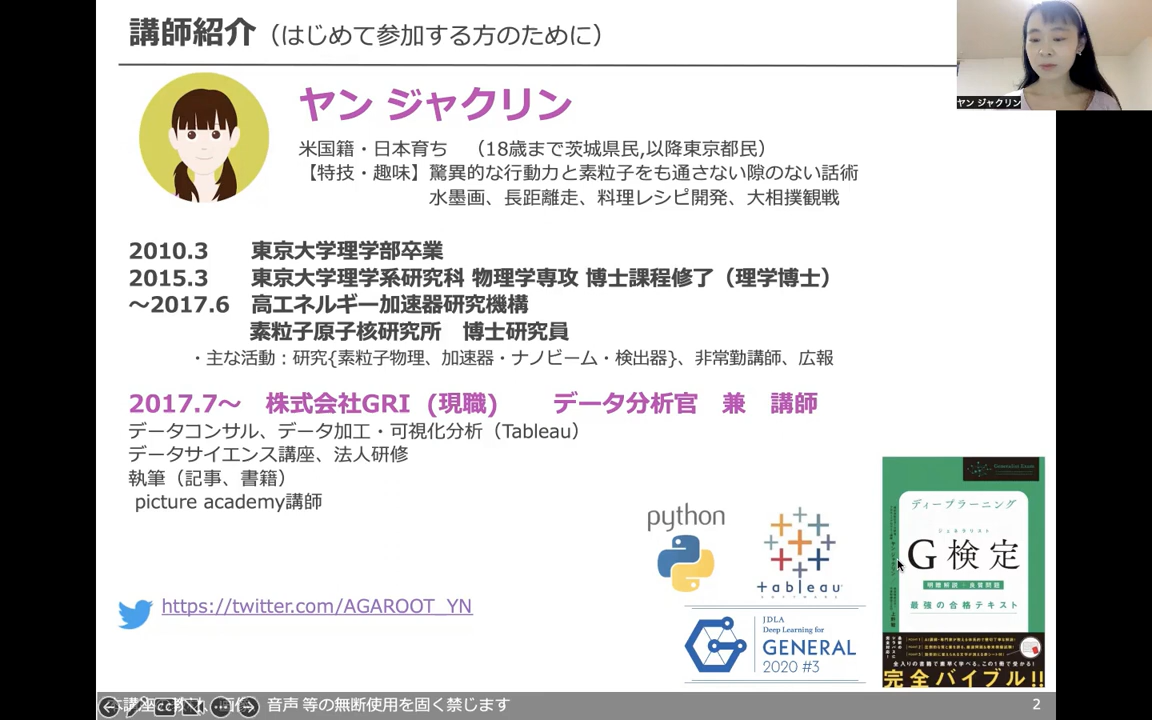 講師紹介（はじめて参加する方のために）
ヤン ジャクリン
ヤン ジャクリン
米国籍・日本育ち （18歳まで茨城県民,以降東京都民）
【特技・趣味】驚異的な行動力と素粒子をも通さない隙のない話術
水墨画、長距離走、料理レシピ開発、大相撲観戦
2010.3 東京大学理学部卒業
2015.3 東京大学理学系研究科 物理学専攻 博士課程修了（理学博士）
～2017.6 高エネルギー加速器研究機構
素粒子原子核研究所 博士研究員
・主な活動：研究{素粒子物理、加速器・ナノビーム・検出器}、非常勤講師、広報
2017.7～ 株式会社GRI (現職) データ分析官 兼 講師
データコンサル、データ加工・可視化分析（Tableau）
データサイエンス講座、法人研修
執筆（記事、書籍）
picture academy講師
https://twitter.com/AGAROOT_YN
python
+tableau
SOFTWARE
JDLA
Deep Learning for
GENERAL
2020 #3
ディープラーニング
ジェネラリスト
G検定
明瞭解説・良質問題
最強の合格テキスト
完全バイブル!!
音声 等の無断使用を固く禁じます
2